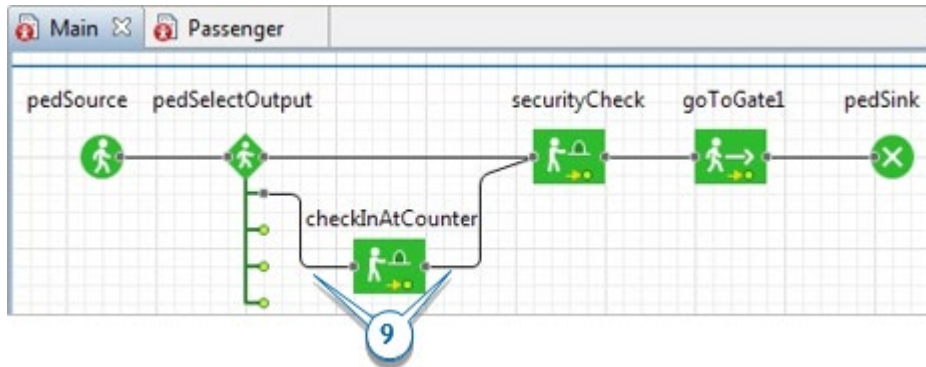 Main Passenger
pedSource pedSelectOutput securityCheck goToGate1 pedSink
checkInAtCounter
9